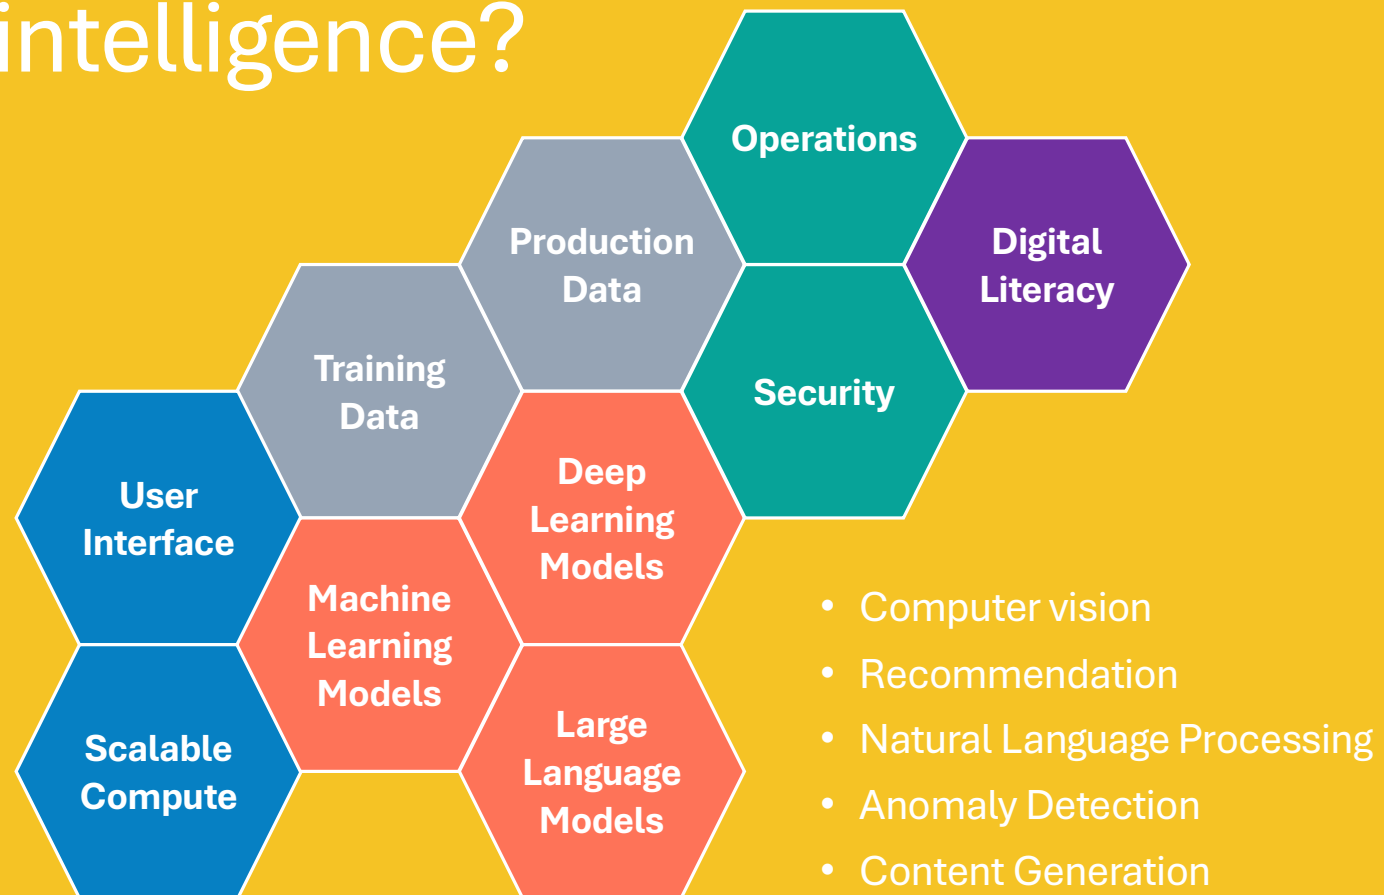 intelligence?
Operations
Production
Data
Digital
Literacy
Training
Data
Security
User
Interface
Deep
Learning
Models
Machine
Learning
Models
Scalable
Compute
Large
Language
Models
• Computer vision
• Recommendation
• Natural Language Processing
• Anomaly Detection
• Content Generation